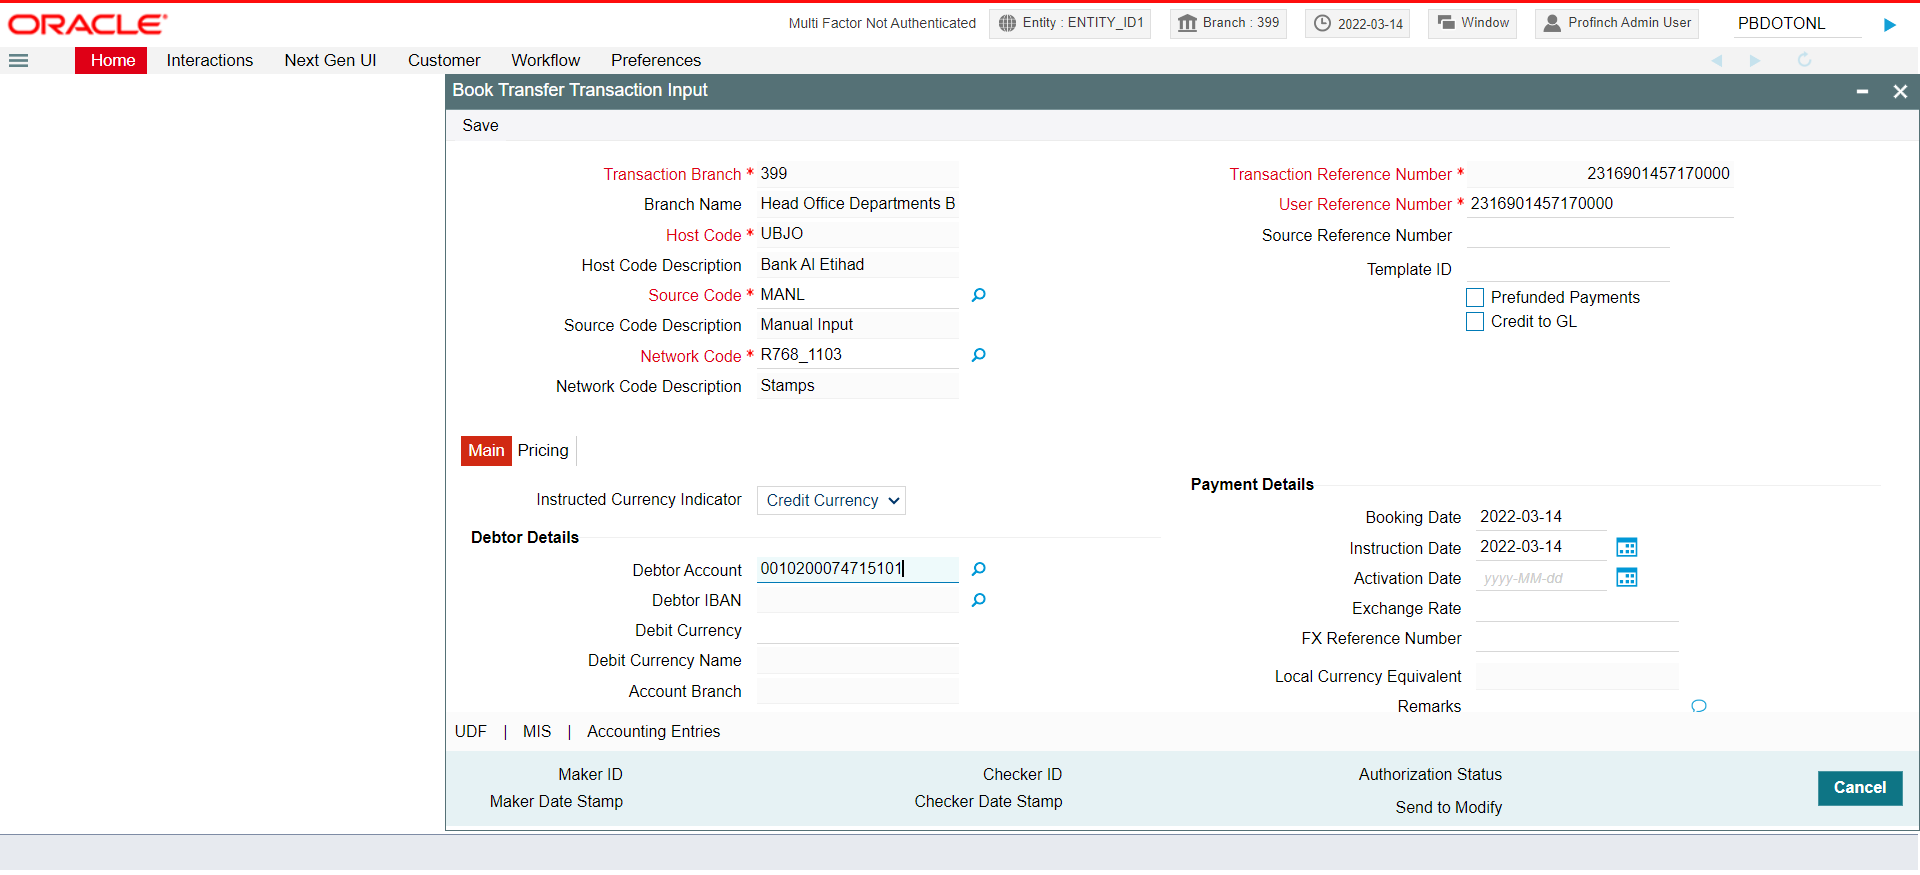 ORACLE
Multi Factor Not Authenticated
Entity : ENTITY_ID1
Branch : 399
2022-03-14
Window
Profinch Admin User
PBDOTONL
Home
Interactions
Next Gen UI
Customer
Workflow
Preferences
Book Transfer Transaction Input
Save
Transaction Branch * 399
Branch Name Head Office Departments B
Host Code * UBJO
Host Code Description Bank Al Etihad
Source Code * MANL
Source Code Description Manual Input
Network Code * R768_1103
Network Code Description Stamps
Transaction Reference Number * 2316901457170000
User Reference Number * 2316901457170000
Source Reference Number
Template ID
Prefunded Payments
Credit to GL
Main Pricing
Instructed Currency Indicator Credit Currency
Debtor Details
Debtor Account 0010200074715101
Debtor IBAN
Debit Currency
Debit Currency Name
Account Branch
Payment Details
Booking Date 2022-03-14
Instruction Date 2022-03-14
Activation Date yyyy-MM-dd
Exchange Rate
FX Reference Number
Local Currency Equivalent
Remarks
UDF | MIS | Accounting Entries
Maker ID
Maker Date Stamp
Checker ID
Checker Date Stamp
Authorization Status
Send to Modify
Cancel